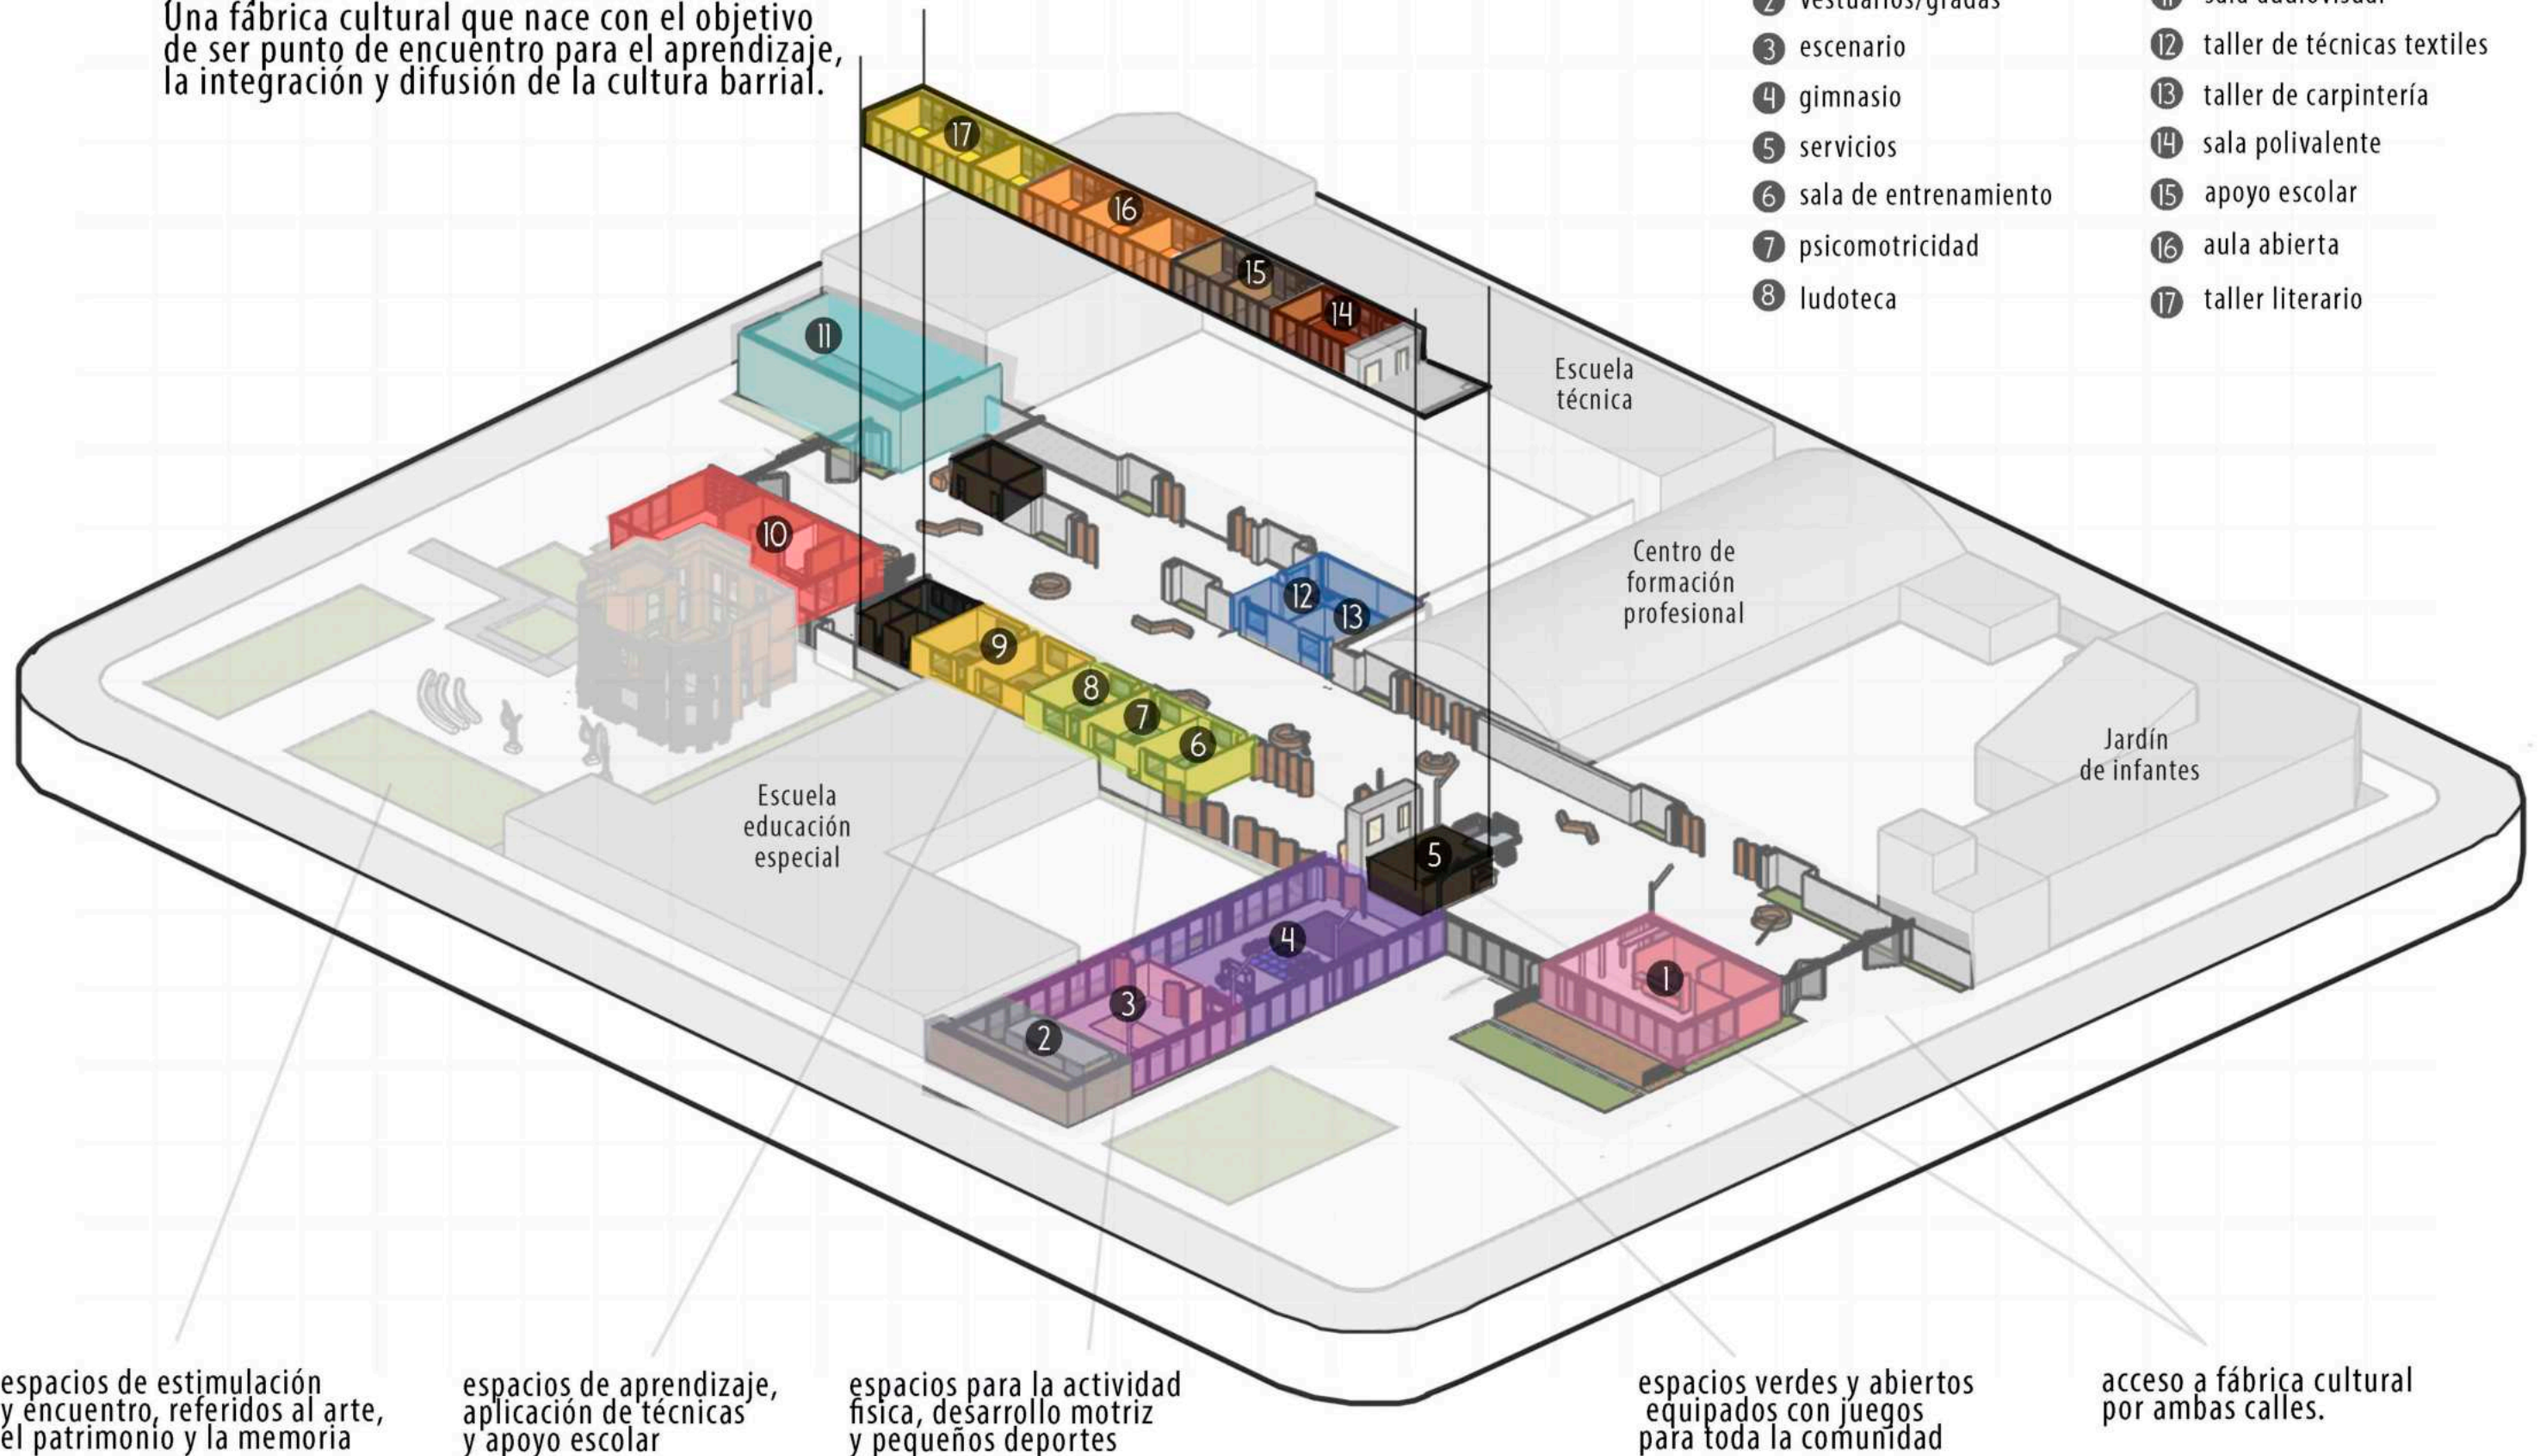 Una fábrica cultural que nace con el objetivo
de ser punto de encuentro para el aprendizaje,
la integración y difusión de la cultura barrial.
2 vestuarios/gradas
3 escenario
4 gimnasio
5 servicios
6 sala de entrenamiento
7 psicomotricidad
8 ludoteca
11 sala audiovisual
12 taller de técnicas textiles
13 taller de carpintería
14 sala polivalente
15 apoyo escolar
16 aula abierta
17 taller literario
17
16
15
14
11
10
12
13
9
8
7
6
5
4
3
2
1
Escuela
técnica
Centro de
formación
profesional
Jardín
de infantes
Escuela
educación
especial
espacios de estimulación
y encuentro, referidos al arte,
el patrimonio y la memoria
espacios de aprendizaje,
aplicación de técnicas
y apoyo escolar
espacios para la actividad
física, desarrollo motriz
y pequeños deportes
espacios verdes y abiertos
equipados con juegos
para toda la comunidad
acceso a fábrica cultural
por ambas calles.